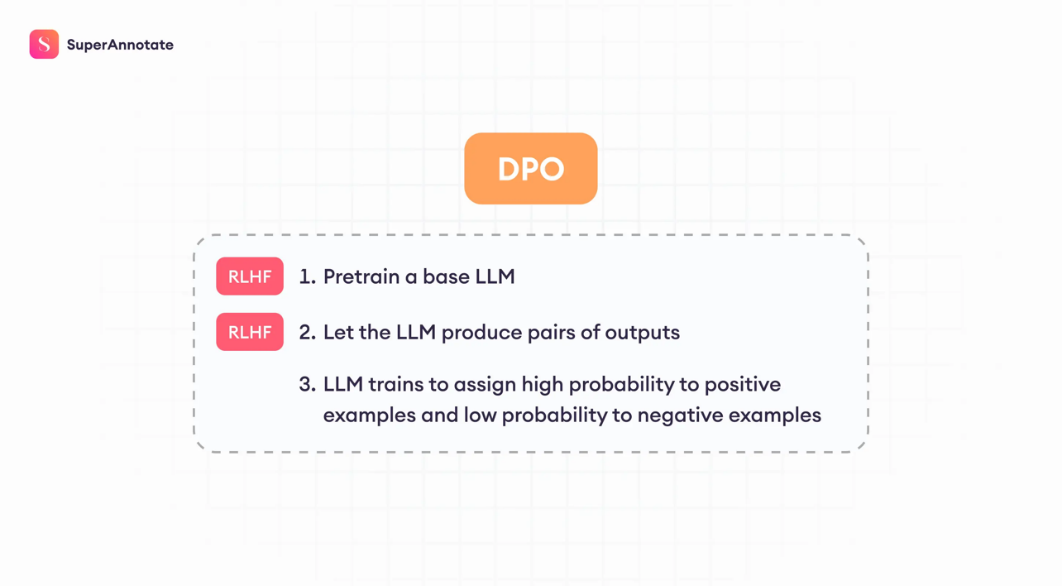 SuperAnnotate
DPO
RLHF 1. Pretrain a base LLM
RLHF 2. Let the LLM produce pairs of outputs
3. LLM trains to assign high probability to positive
examples and low probability to negative examples